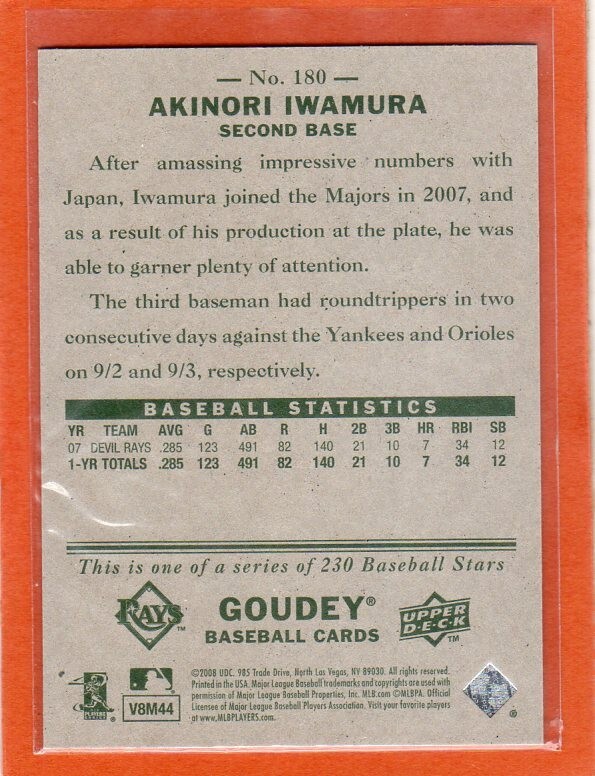 — No. 180 —
AKINORI IWAMURA
SECOND BASE
After amassing impressive numbers with
Japan, Iwamura joined the Majors in 2007, and
as a result of his production at the plate, he was
able to garner plenty of attention.
The third baseman had roundtrippers in two
consecutive days against the Yankees and Orioles
on 9/2 and 9/3, respectively.
BASEBALL STATISTICS
YR TEAM AVG G AB R H 2B 3B HR RBI SB
07 DEVIL RAYS .285 123 491 82 140 21 10 7 34 12
1-YR TOTALS .285 123 491 82 140 21 10 7 34 12
This is one of a series of 230 Baseball Stars
RAYS™
GOUDEY®
BASEBALL CARDS
UPPER
DECK™
V8M44
PLAYERS
CHOICE
©2008 UDC. 985 Trade Drive, North Las Vegas, NV 89030. All rights reserved.
Printed in the USA. Major League Baseball trademarks and copyrights are used with
permission of Major League Baseball Properties, Inc. MLB.com ©MLBPA. Official
Licensee of Major League Baseball Players Association. Visit your favorite players
at www.MLBPLAYERS.com.
®